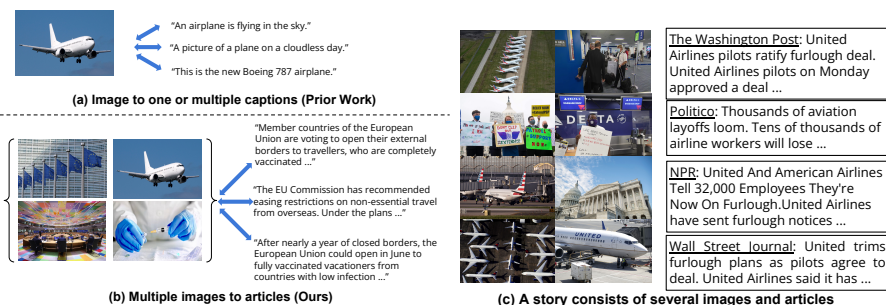 “An airplane is flying in the sky.”
“A picture of a plane on a cloudless day.”
“This is the new Boeing 787 airplane.”
(a) Image to one or multiple captions (Prior Work)
“Member countries of the European
Union are voting to open their external
borders to travellers, who are completely
vaccinated ...”
“The EU Commission has recommended
easing restrictions on non-essential travel
from overseas. Under the plans ...”
“After nearly a year of closed borders, the
European Union could open in June to
fully vaccinated vacationers from
countries with low infection ...”
(b) Multiple images to articles (Ours)
DELTA
UNITED
The Washington Post: United
Airlines pilots ratify furlough deal.
United Airlines pilots on Monday
approved a deal ...
Politico: Thousands of aviation
layoffs loom. Tens of thousands of
airline workers will lose ...
NPR: United And American Airlines
Tell 32,000 Employees They're
Now On Furlough.United Airlines
have sent furlough notices ...
Wall Street Journal: United trims
furlough plans as pilots agree to
deal. United Airlines said it has ...
(c) A story consists of several images and articles